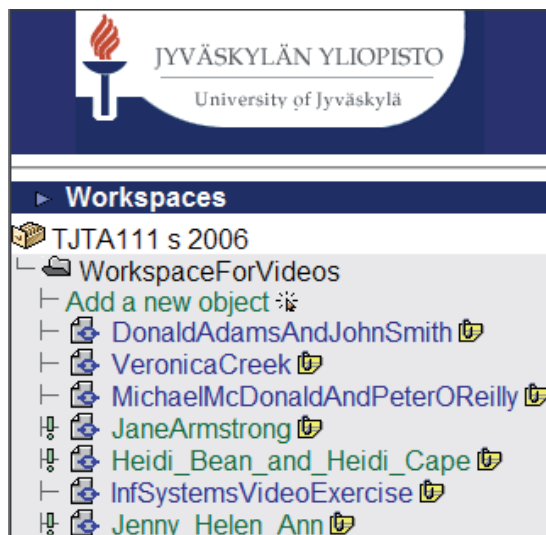 JYVÄSKYLÄN YLIOPISTO
University of Jyväskylä
Workspaces
TJTA111 s 2006
WorkspaceForVideos
Add a new object
DonaldAdamsAndJohnSmith
VeronicaCreek
MichaelMcDonaldAndPeterOReilly
JaneArmstrong
Heidi_Bean_and_Heidi_Cape
InfSystemsVideoExercise
Jenny_Helen_Ann